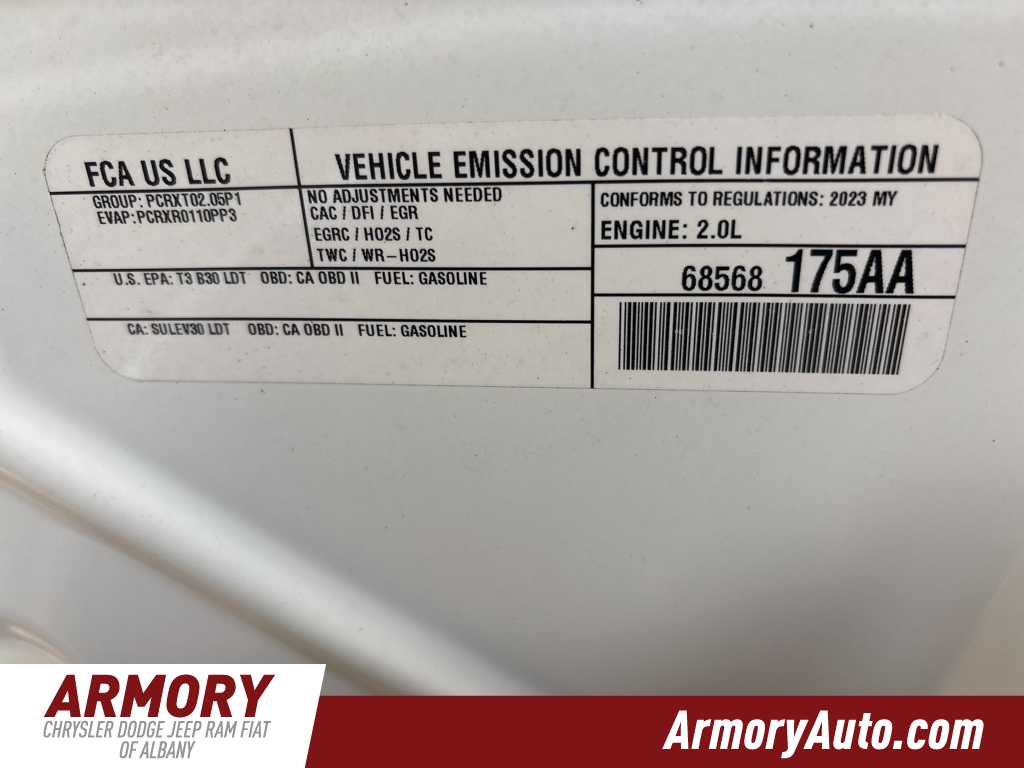 FCA US LLC
VEHICLE EMISSION CONTROL INFORMATION
GROUP: PCRXT02.05P1
EVAP: PCRXR0110PP3
NO ADJUSTMENTS NEEDED
CAC / DFI / EGR
EGRC / HO2S / TC
TWC / WR-HO2S
CONFORMS TO REGULATIONS: 2023 MY
ENGINE: 2.0L
U.S. EPA: T3 B30 LDT OBD: CA OBD II FUEL: GASOLINE
68568 175AA
CA: SULEV30 LDT OBD: CA OBD II FUEL: GASOLINE
ARMORY
CHRYSLER DODGE JEEP RAM FIAT
OF ALBANY
ArmoryAuto.com